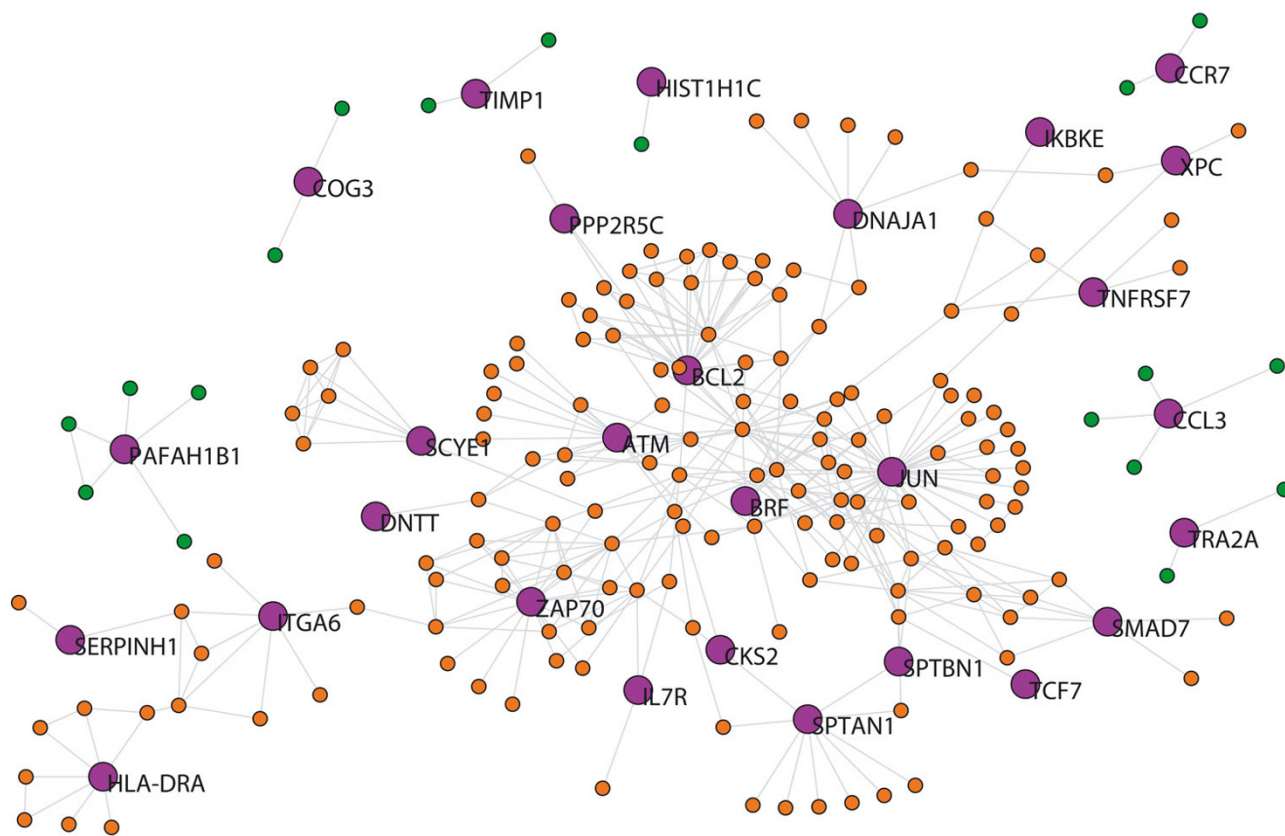 CCR7
TIMP1
HIST1H1C
IKBKE
XPC
COG3
PPP2R5C
DNAJA1
TNFRSF7
BCL2
CCL3
SCYE1
ATM
PAFAH1B1
JUN
BRF
DNTT
TRA2A
ZAP70
ITGA6
SMAD7
SERPINH1
CKS2
SPTBN1
TCF7
IL7R
SPTAN1
HLA-DRA